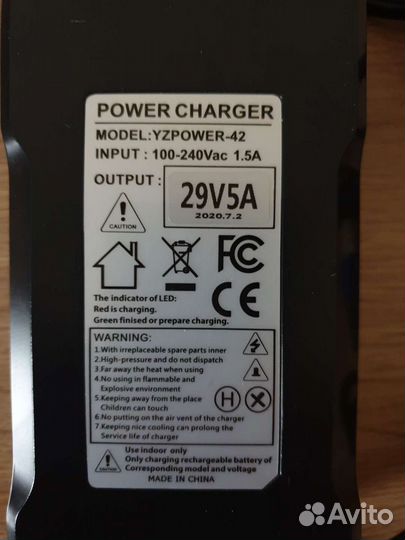 POWER CHARGER
MODEL:YZPOWER-42
INPUT : 100-240Vac 1.5A
OUTPUT :
29V5A
2020.7.2
CAUTION
FC
CE
The indicator of LED:
Red is charging.
Green finised or prepare charging.
WARNING:
1.With irreplaceable spare parts inner
2.High-pressure and do not dispatch
3.Far away the heat when using
4.No using in flammable and
Explosive environment
5.Keeping away from the place
Children can touch
6.No putting on the air vent of the charger
7.Keeping nice cooling can prolong the
Service life of charger
H
Use indoor only
Only charging rechargeable battery of
Corresponding model and voltage
CAUTION
MADE IN CHINA
Avito